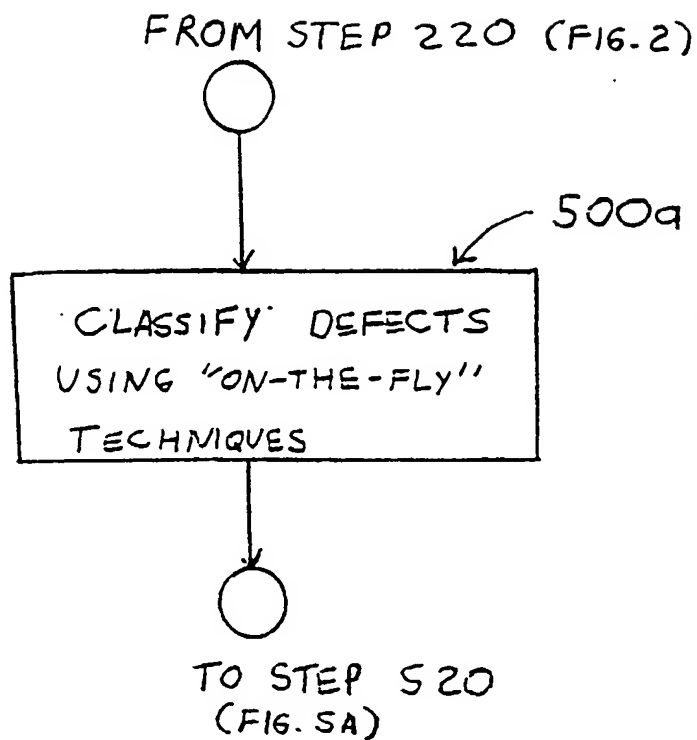 FROM STEP 220 (FIG. 2)
500a
CLASSIFY DEFECTS
USING "ON-THE-FLY"
TECHNIQUES
TO STEP 520
(FIG. 5A)